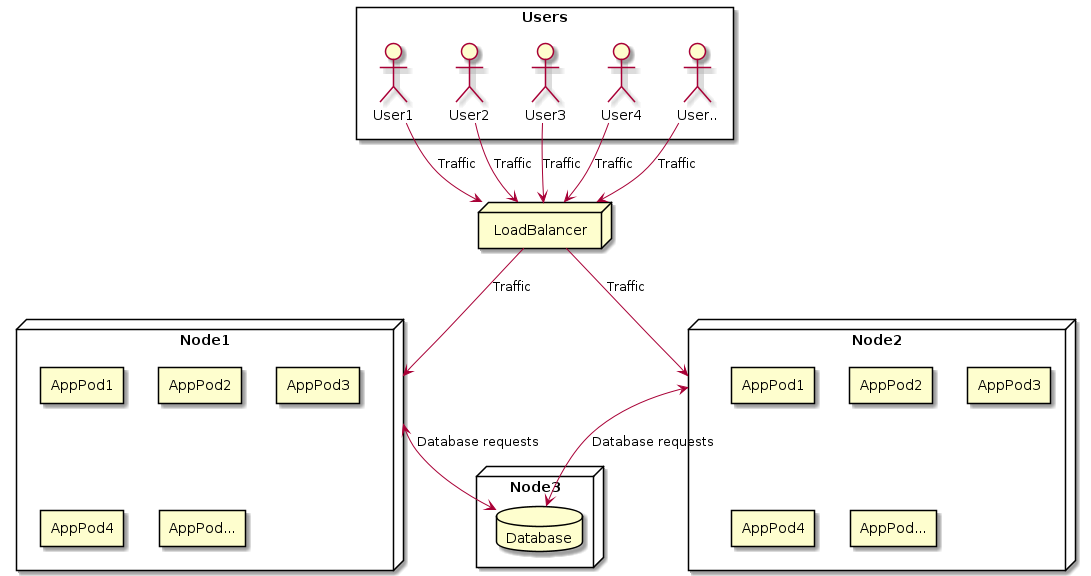 Users
User1 User2 User3 User4 User..
Traffic Traffic Traffic Traffic Traffic
LoadBalancer
Traffic Traffic
Node1
AppPod1 AppPod2 AppPod3
AppPod4 AppPod...
Node2
AppPod1 AppPod2 AppPod3
AppPod4 AppPod...
Database requests Database requests
Node3
Database